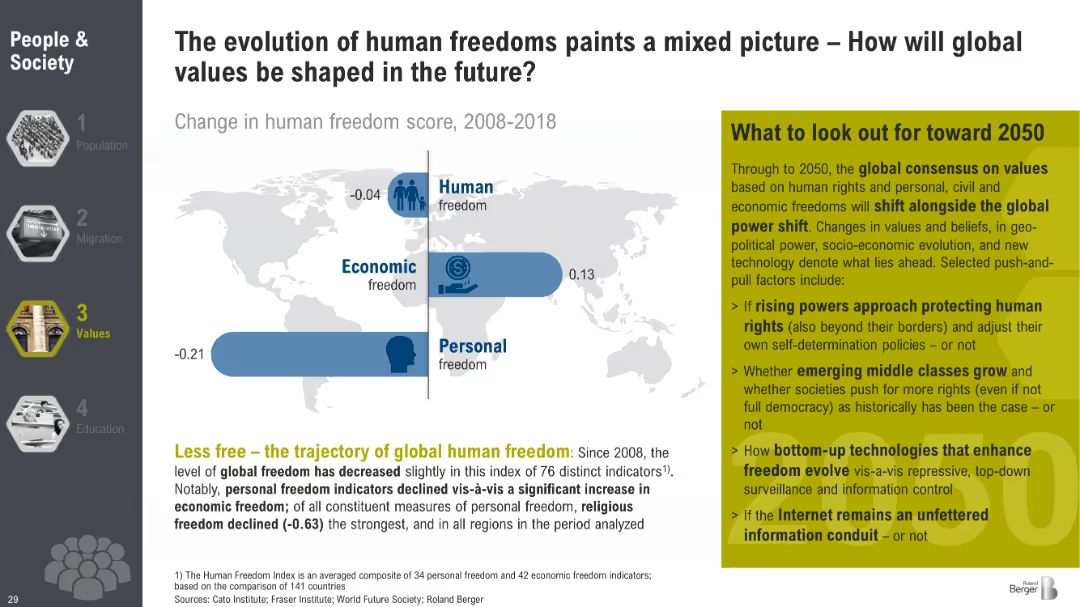 People &
Society
1
Population
2
Migration
3
Values
4
Education
29
The evolution of human freedoms paints a mixed picture – How will global
values be shaped in the future?
Change in human freedom score, 2008-2018
-0.04
Human
freedom
Economic
freedom
0.13
-0.21
Personal
freedom
Less free – the trajectory of global human freedom: Since 2008, the
level of global freedom has decreased slightly in this index of 76 distinct indicators1).
Notably, personal freedom indicators declined vis-à-vis a significant increase in
economic freedom; of all constituent measures of personal freedom, religious
freedom declined (-0.63) the strongest, and in all regions in the period analyzed
What to look out for toward 2050
Through to 2050, the global consensus on values
based on human rights and personal, civil and
economic freedoms will shift alongside the global
power shift. Changes in values and beliefs, in geo-
political power, socio-economic evolution, and new
technology denote what lies ahead. Selected push-and-
pull factors include:
> If rising powers approach protecting human
rights (also beyond their borders) and adjust their
own self-determination policies – or not
> Whether emerging middle classes grow and
whether societies push for more rights (even if not
full democracy) as historically has been the case – or
not
> How bottom-up technologies that enhance
freedom evolve vis-a-vis repressive, top-down
surveillance and information control
> If the Internet remains an unfettered
information conduit – or not
2050
1) The Human Freedom Index is an averaged composite of 34 personal freedom and 42 economic freedom indicators;
based on the comparison of 141 countries
Sources: Cato Institute; Fraser Institute; World Future Society; Roland Berger
Roland
Berger
B